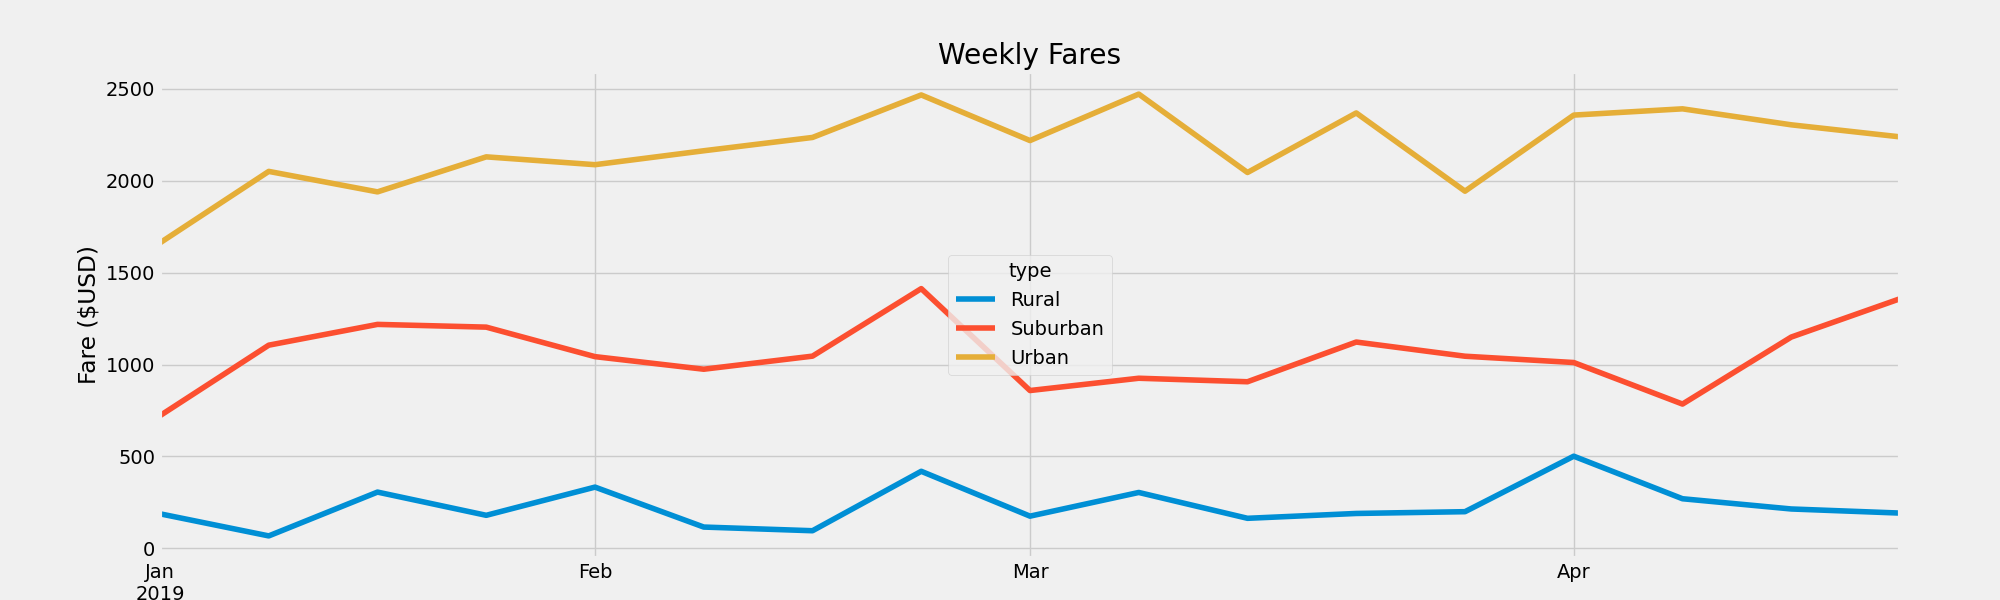 Weekly Fares
2500
2000
1500
1000
500
0
Fare ($USD)
type
Rural
Suburban
Urban
Jan
2019
Feb
Mar
Apr